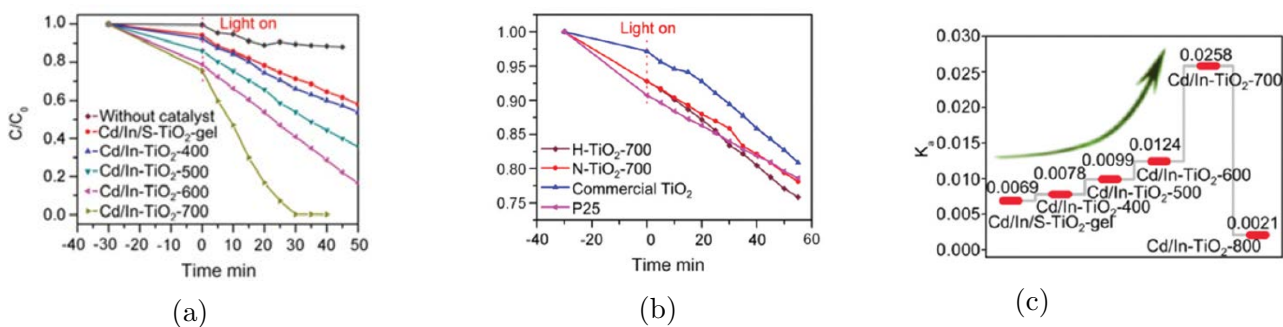 1.0
0.8
0.6
0.4
0.2
0.0
C/C0
Light on
Without catalyst
Cd/In/S-TiO2-gel
Cd/In-TiO2-400
Cd/In-TiO2-500
Cd/In-TiO2-600
Cd/In-TiO2-700
-40 -30 -20 -10 0 10 20 30 40 50
Time min
(a)
1.00
0.95
0.90
0.85
0.80
0.75
Light on
H-TiO2-700
N-TiO2-700
Commercial TiO2
P25
-40 -20 0 20 40 60
Time min
(b)
0.030
0.025
0.020
0.015
0.010
0.005
0.000
Ka
0.0258
Cd/In-TiO2-700
0.0124
Cd/In-TiO2-600
0.0099
Cd/In-TiO2-500
0.0078
Cd/In-TiO2-400
0.0069
Cd/In/S-TiO2-gel
0.0021
Cd/In-TiO2-800
(c)